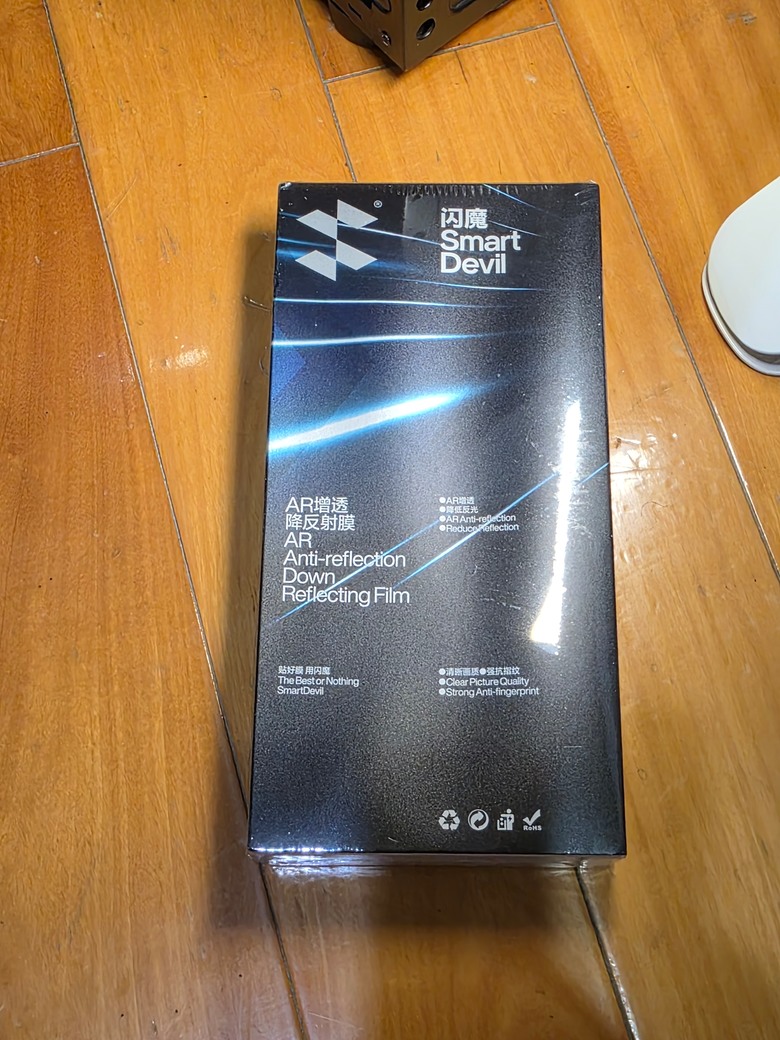 ®
闪魔
Smart
Devil
AR增透
降反射膜
AR
Anti-reflection
Down
Reflecting Film
●AR增透
●降低反光
●AR Anti-reflection
●Reduce Reflection
贴好膜 用闪魔
The Best or Nothing
SmartDevil
●清晰画质●强抗指纹
●Clear Picture Quality
●Strong Anti-fingerprint
RoHS